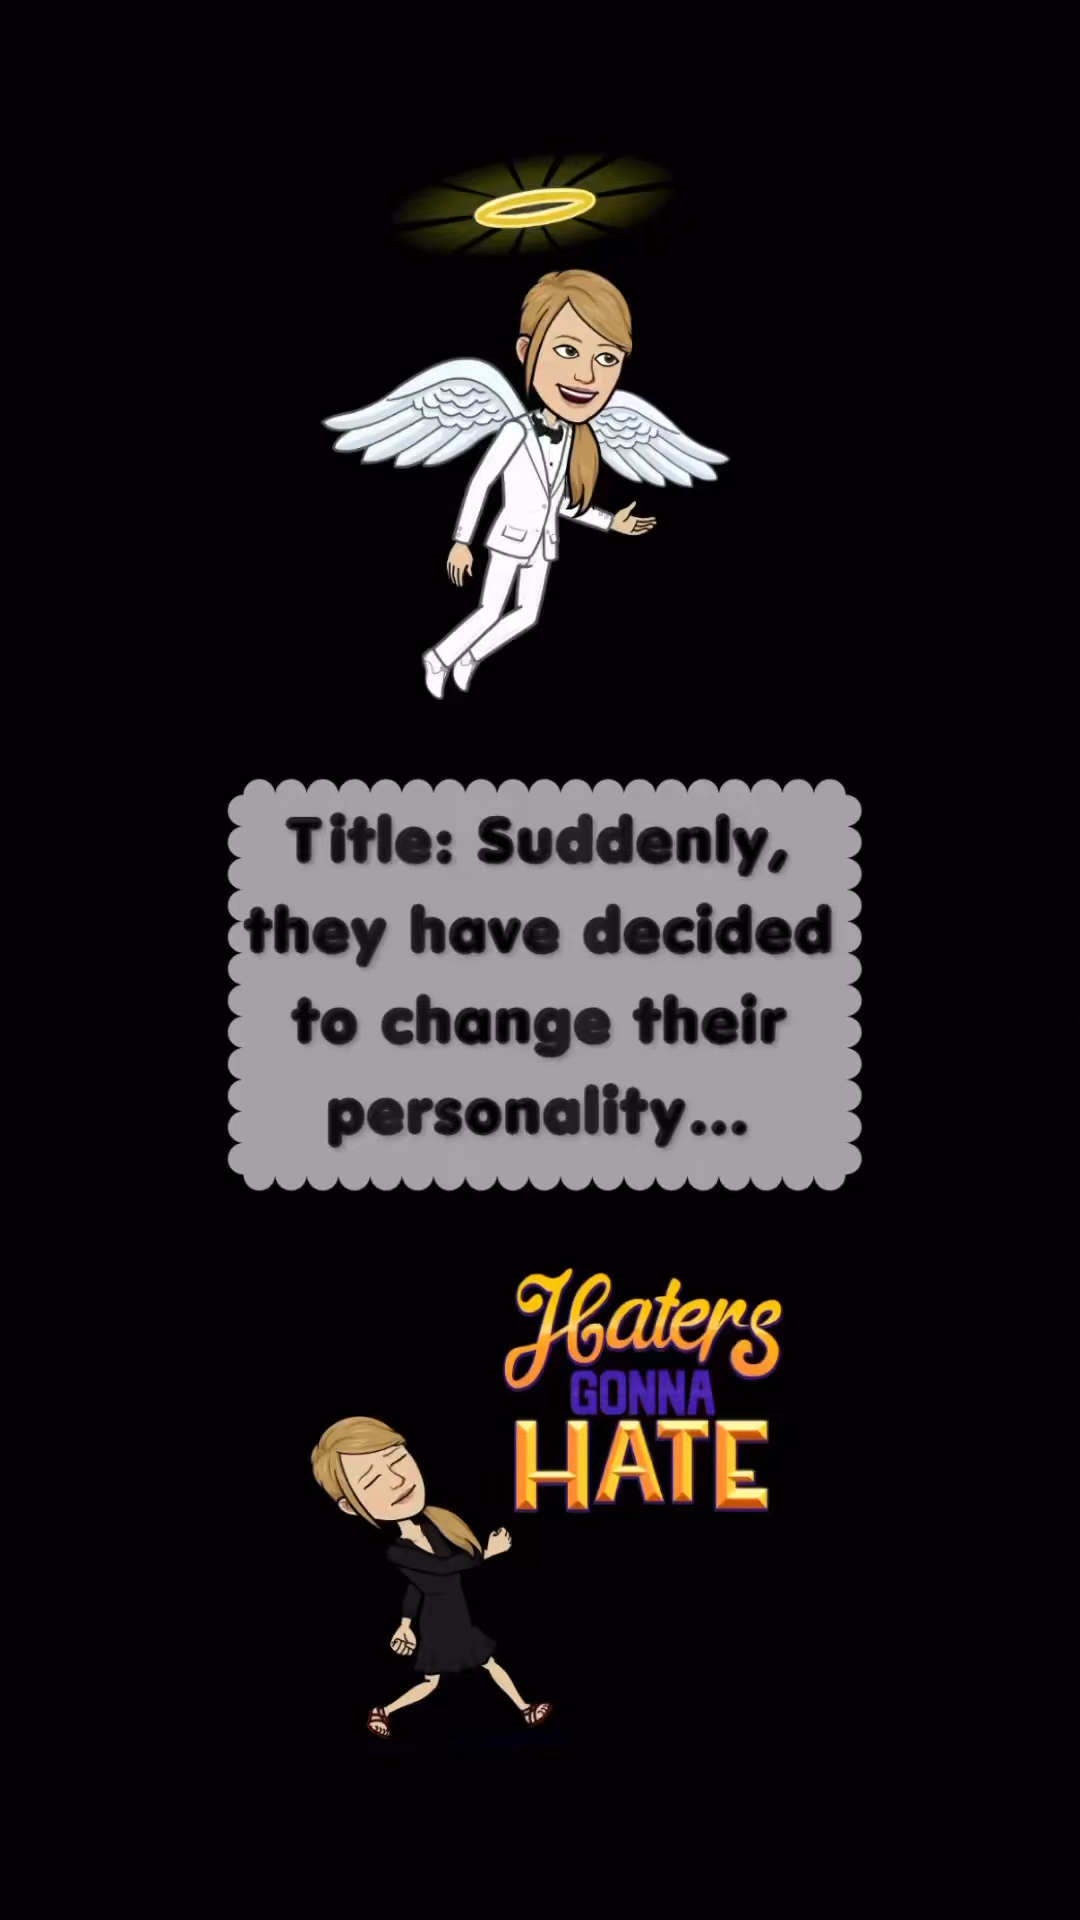 Title: Suddenly,
they have decided
to change their
personality...
Haters
GONNA
HATE